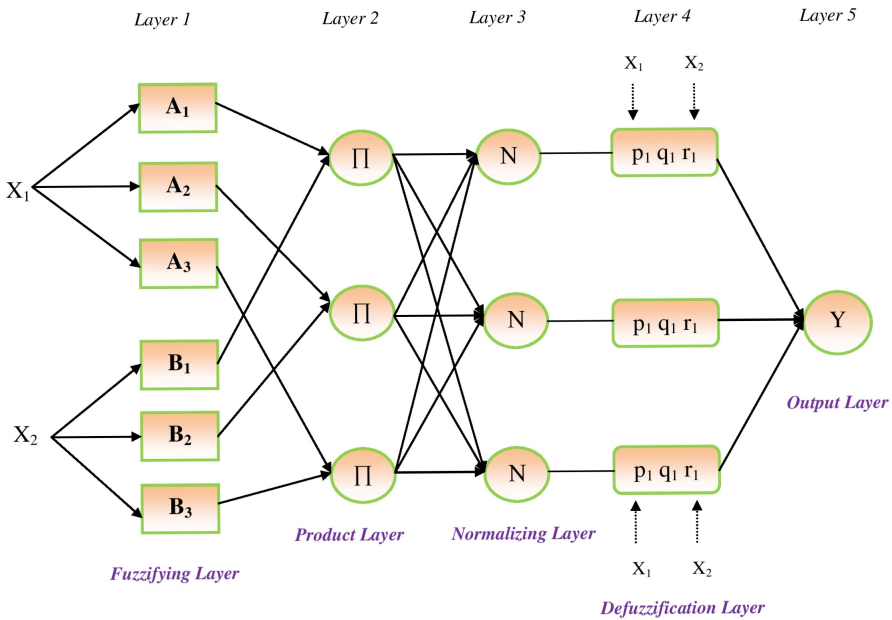 Layer 1 Layer 2 Layer 3 Layer 4 Layer 5
X₁ X₂
A₁
∏ N p₁ q₁ r₁
X₁
A₂
A₃
∏ N p₁ q₁ r₁ Y
B₁
Output Layer
X₂
B₂
∏ N p₁ q₁ r₁
B₃
Product Layer Normalizing Layer
Fuzzifying Layer
X₁ X₂
Defuzzification Layer